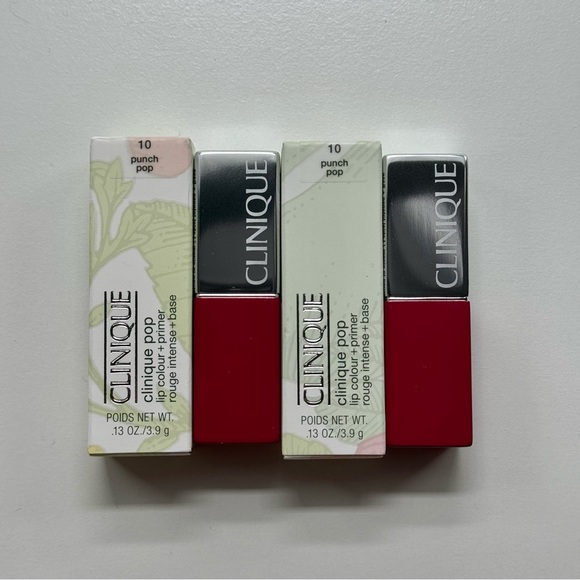 10
punch
pop
CLINIQUE
clinique pop
lip colour+primer
rouge intense+base
POIDS NET WT.
.13 OZ./3.9 g
CLINIQUE
10
punch
pop
CLINIQUE
clinique pop
lip colour+primer
rouge intense+base
POIDS NET WT.
.13 OZ./3.9 g
CLINIQUE